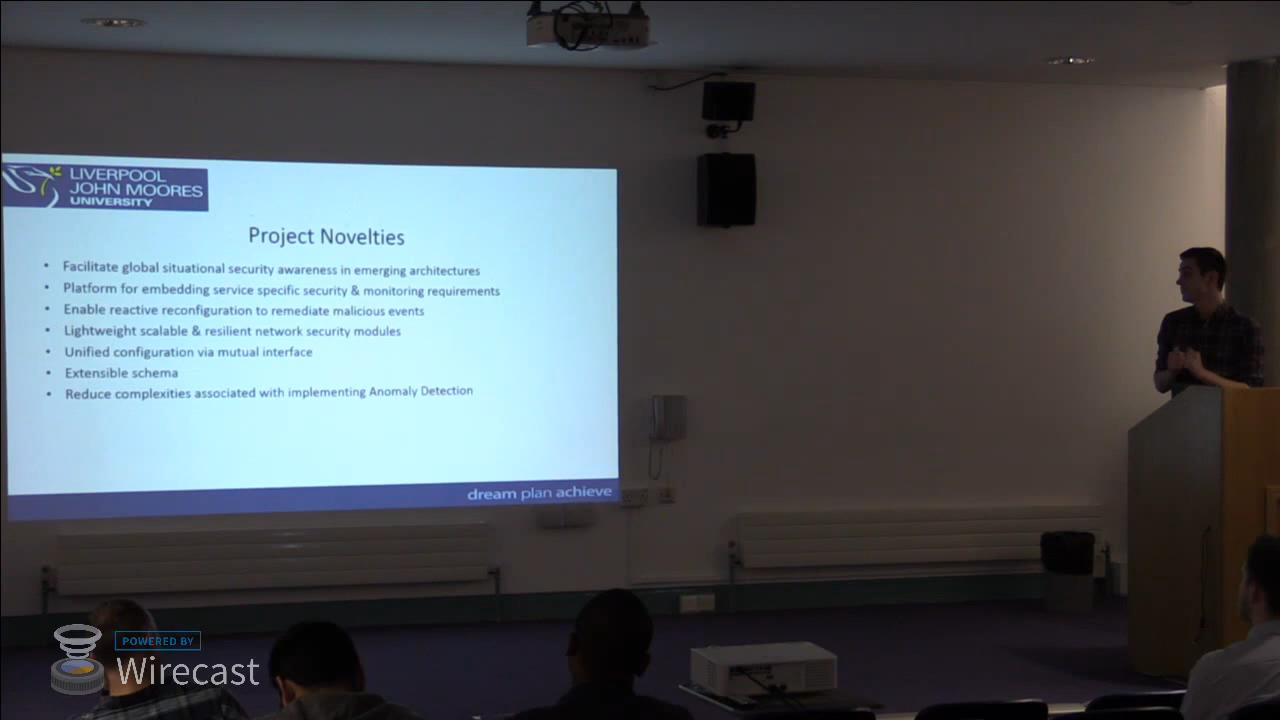 LIVERPOOL
JOHN MOORES
UNIVERSITY
Project Novelties
• Facilitate global situational security awareness in emerging architectures
• Platform for embedding service specific security & monitoring requirements
• Enable reactive reconfiguration to remediate malicious events
• Lightweight scalable & resilient network security modules
• Unified configuration via mutual interface
• Extensible schema
• Reduce complexities associated with implementing Anomaly Detection
dream plan achieve
POWERED BY
Wirecast